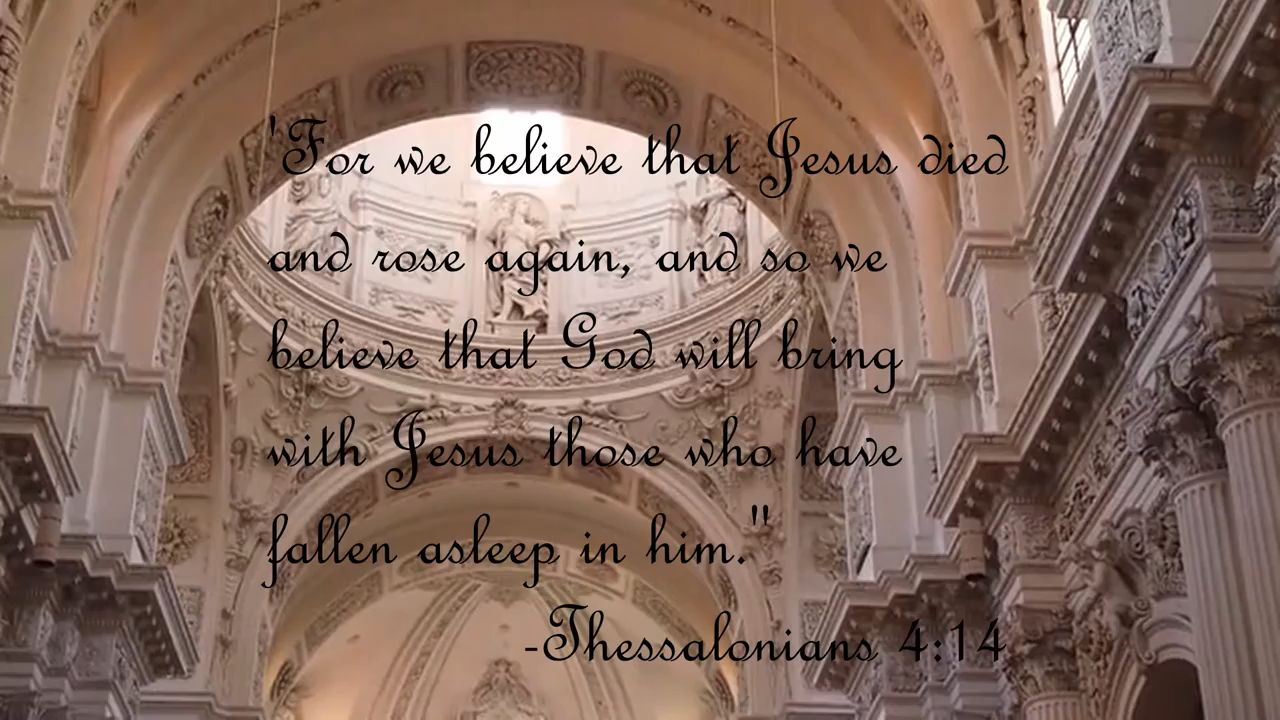 'For we believe that Jesus died
and rose again, and so we
believe that God will bring
with Jesus those who have
fallen asleep in him."
-Thessalonians 4:14